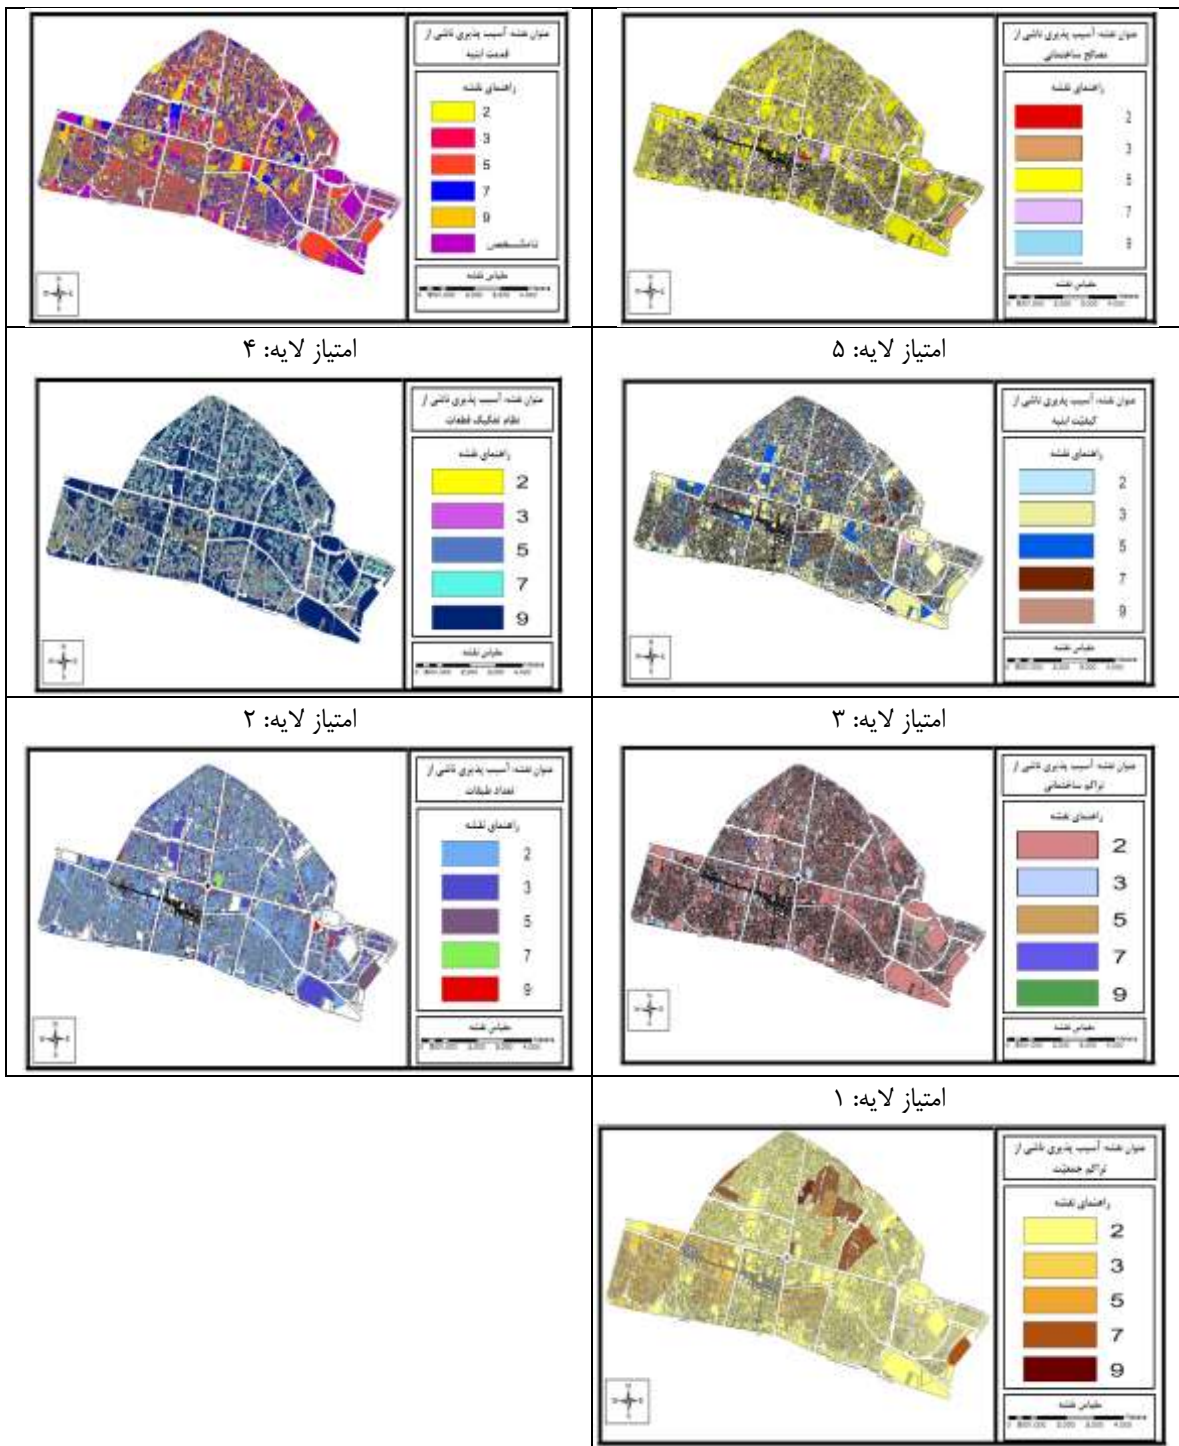 عنوان نقشه: آسیب پذیری ناشی از
مصالح ساختمانی
راهنمای نقشه
2
3
5
7
9
مقیاس نقشه
عنوان نقشه: آسیب پذیری ناشی از
قدمت ابنیه
راهنمای نقشه
2
3
5
7
9
نامشخص
مقیاس نقشه
امتیاز لایه: ۵
عنوان نقشه: آسیب پذیری ناشی از
کیفیت ابنیه
راهنمای نقشه
2
3
5
7
9
مقیاس نقشه
امتیاز لایه: ۴
عنوان نقشه: آسیب پذیری ناشی از
نظام تفکیک قطعات
راهنمای نقشه
2
3
5
7
9
مقیاس نقشه
امتیاز لایه: ۳
عنوان نقشه: آسیب پذیری ناشی از
تراکم ساختمانی
راهنمای نقشه
2
3
5
7
9
مقیاس نقشه
امتیاز لایه: ۲
عنوان نقشه: آسیب پذیری ناشی از
تعداد طبقات
راهنمای نقشه
2
3
5
7
9
مقیاس نقشه
امتیاز لایه: ۱
عنوان نقشه: آسیب پذیری ناشی از
تراکم جمعیت
راهنمای نقشه
2
3
5
7
9
مقیاس نقشه